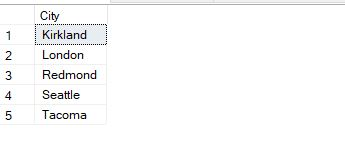 City
1 Kirkland
2 London
3 Redmond
4 Seattle
5 Tacoma